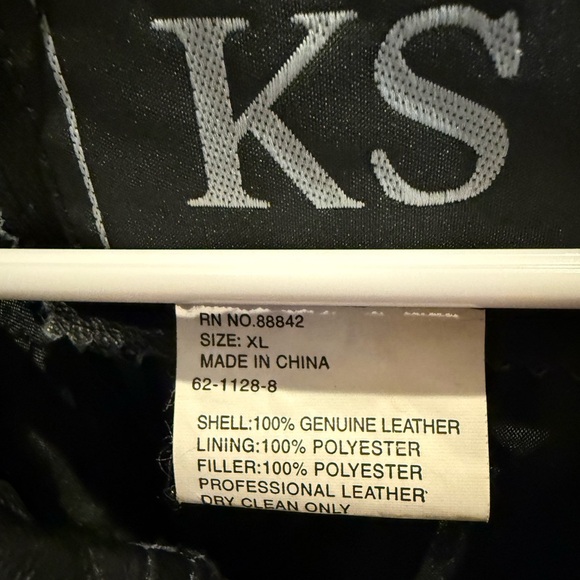 KS
RN NO.88842
SIZE: XL
MADE IN CHINA
62-1128-8
SHELL:100% GENUINE LEATHER
LINING:100% POLYESTER
FILLER:100% POLYESTER
PROFESSIONAL LEATHER
DRY CLEAN ONLY